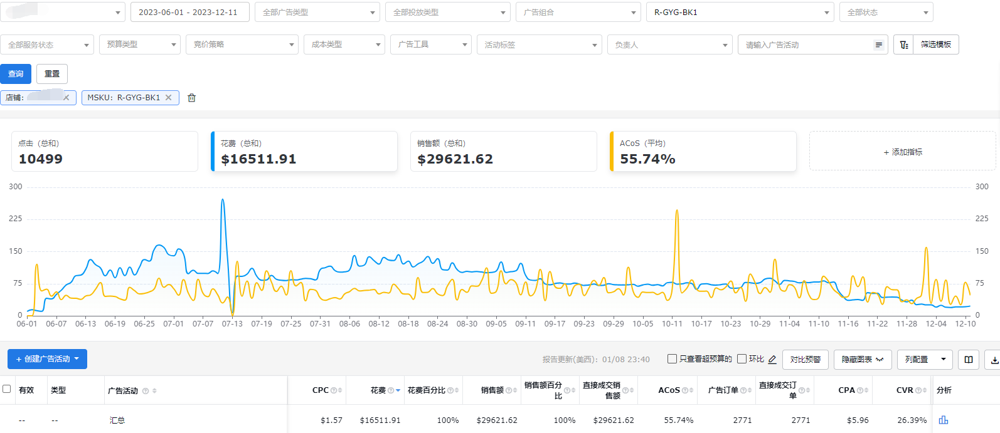 2023-06-01 - 2023-12-11 全部广告类型 全部投放类型 广告组合 R-GYG-BK1 全部状态
全部服务状态 预算类型 竞价策略 成本类型 广告工具 活动标签 负责人 请输入广告活动 筛选模板
查询 重置
店铺: MSKU: R-GYG-BK1
点击（总和） 花费（总和） 销售额（总和） ACoS（平均）
10499 $16511.91 $29621.62 55.74% + 添加指标
300 300
225 225
150 150
75 75
0 0
06-01 06-07 06-13 06-19 06-25 07-01 07-07 07-13 07-19 07-25 07-31 08-06 08-12 08-18 08-24 08-30 09-05 09-11 09-17 09-23 09-29 10-05 10-11 10-17 10-23 10-29 11-04 11-10 11-16 11-22 11-28 12-04 12-10
+ 创建广告活动 报告更新(美西): 01/08 23:40 只查看超预算的 环比 对比预警 隐藏图表 列配置
有效 类型 广告活动 CPC 花费 花费百分比 销售额 销售额百分比 直接成交销售额 ACoS 广告订单 直接成交订单 CPA CVR 分析
-- -- 汇总 $1.57 $16511.91 100% $29621.62 100% $29621.62 55.74% 2771 2771 $5.96 26.39%